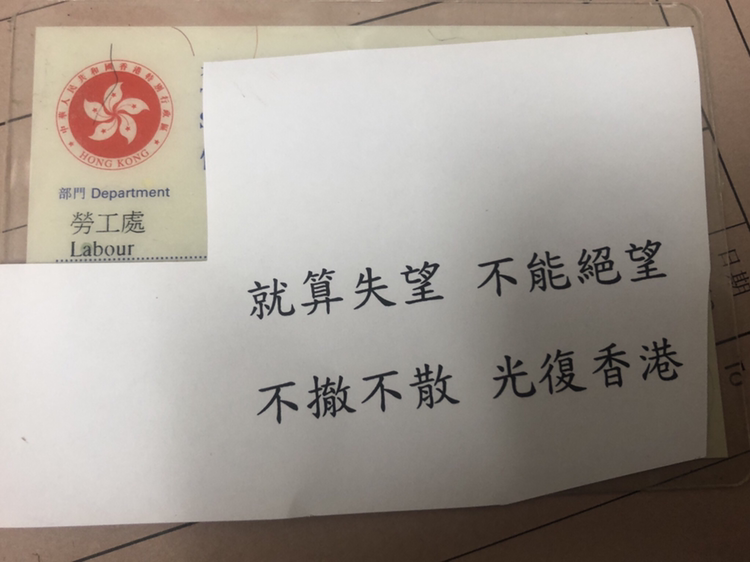 中華人民共和國香港特別行政區
HONG KONG
部門 Department
勞工處
Labour
就算失望 不能絕望
不撤不散 光復香港
日期